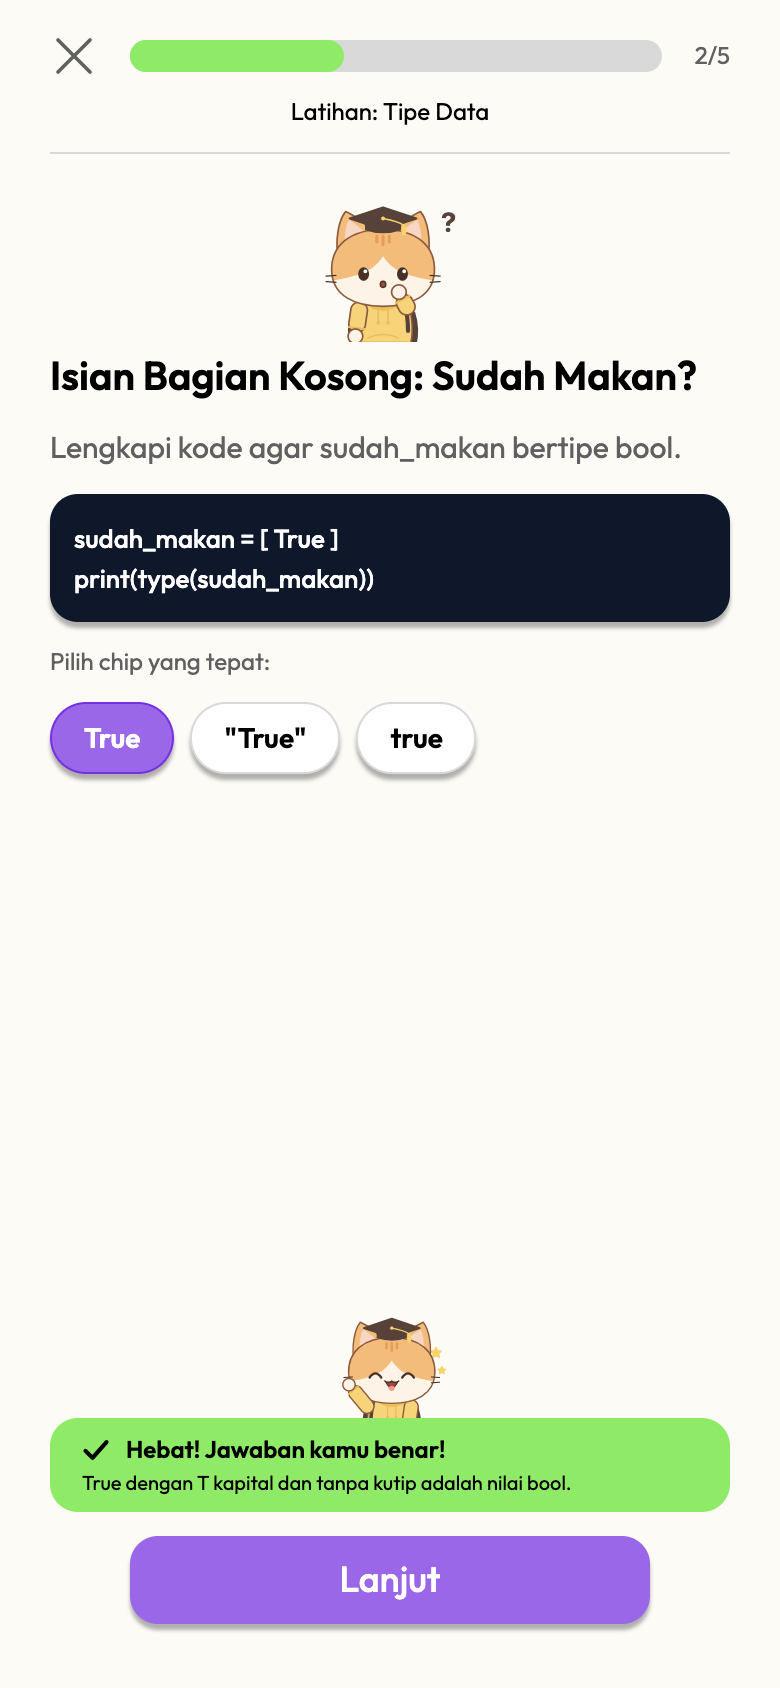 2/5
Latihan: Tipe Data
?
Isian Bagian Kosong: Sudah Makan?
Lengkapi kode agar sudah_makan bertipe bool.
sudah_makan = [ True ]
print(type(sudah_makan))
Pilih chip yang tepat:
True "True" true
Hebat! Jawaban kamu benar!
True dengan T kapital dan tanpa kutip adalah nilai bool.
Lanjut